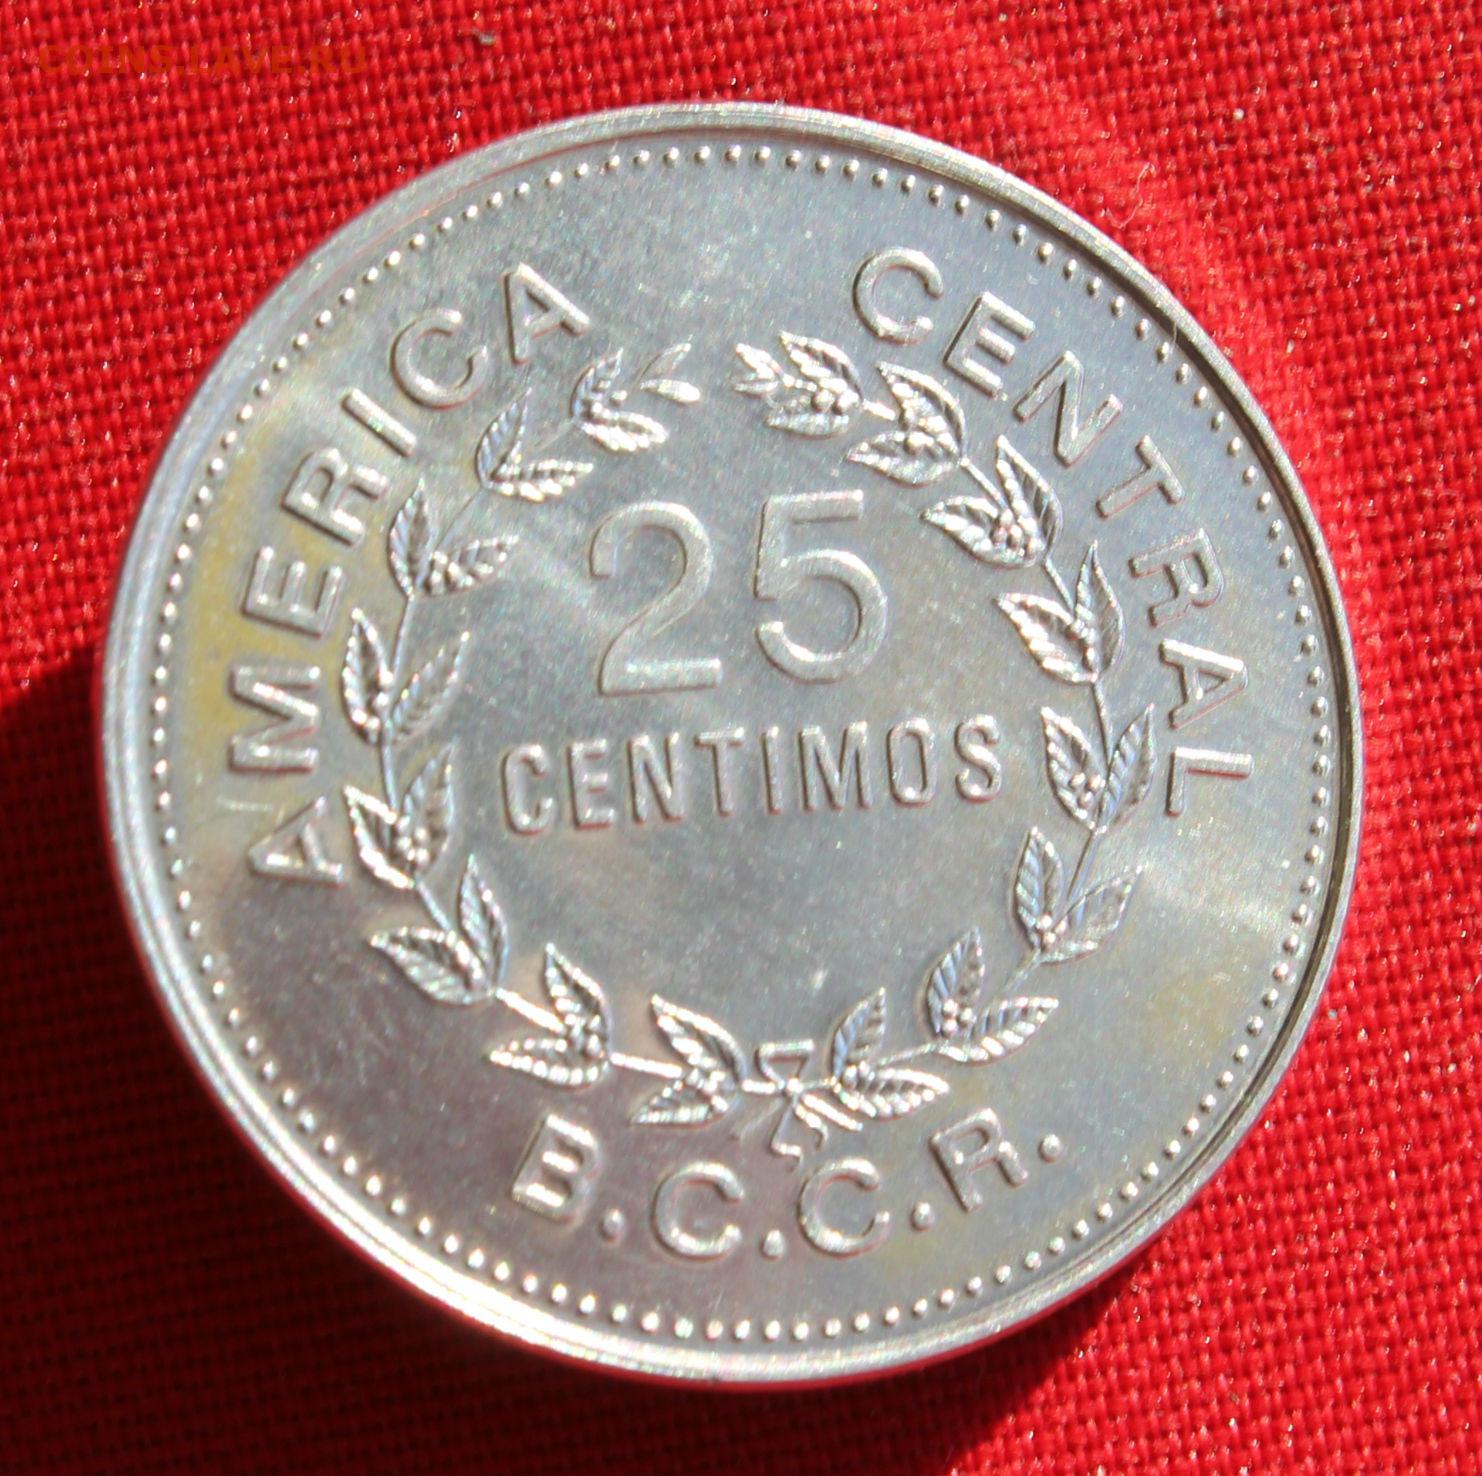 COINS.LAVE.RU
AMERICA CENTRAL
25
CENTIMOS
B.C.C.R.